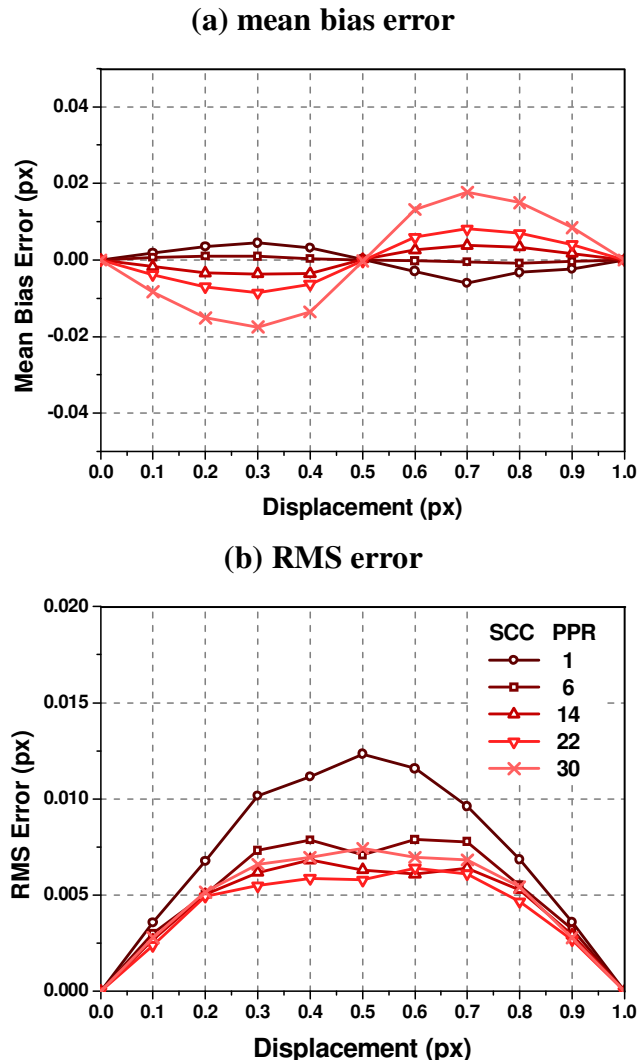 (a) mean bias error
0.04
0.02
0.00
-0.02
-0.04
Mean Bias Error (px)
0.0 0.1 0.2 0.3 0.4 0.5 0.6 0.7 0.8 0.9 1.0
Displacement (px)
(b) RMS error
0.020
0.015
0.010
0.005
0.000
RMS Error (px)
SCC PPR
1
6
14
22
30
0.0 0.1 0.2 0.3 0.4 0.5 0.6 0.7 0.8 0.9 1.0
Displacement (px)